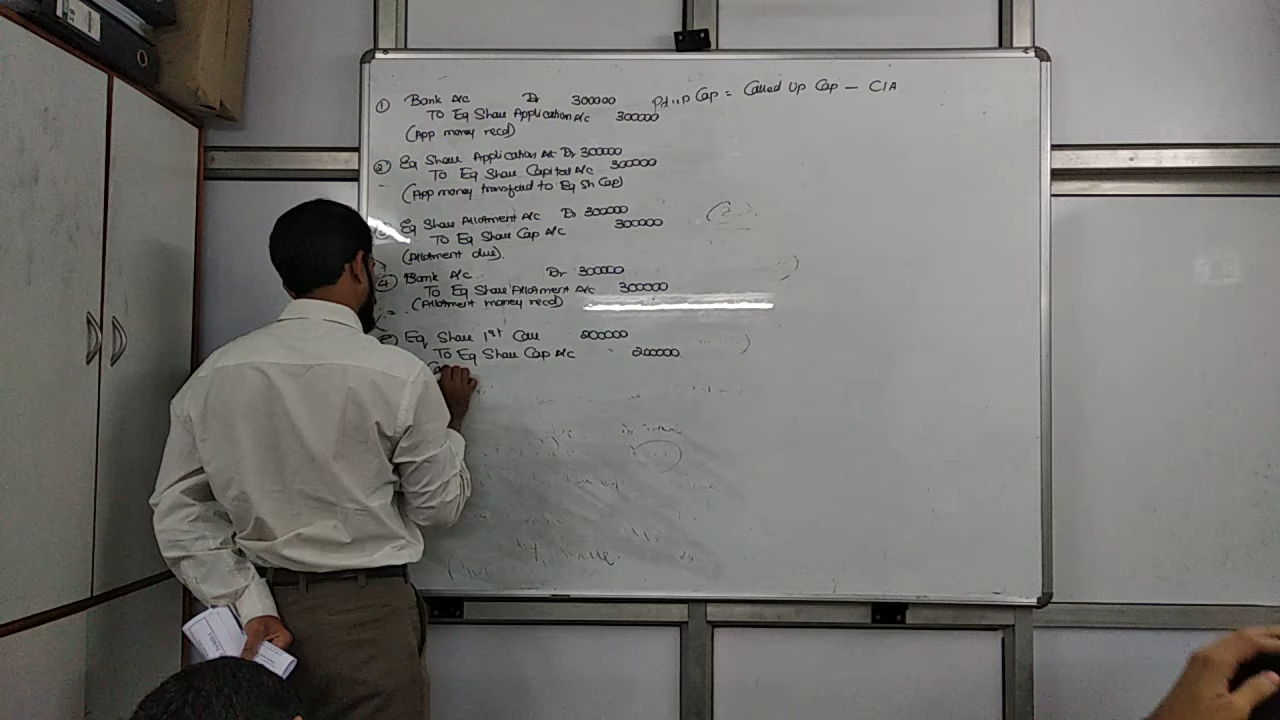 ① Bank A/c Dr 300000
To Eq Share Application A/c 300000
(App money recd)
Pd up Cap = Called Up Cap – CIA
② Eq Share Application A/c Dr 300000
To Eq Share Capital A/c 300000
(App money transfered to Eq Sh Cap)
Eq Share Allotment A/c Dr 300000
To Eq Share Cap A/c 300000
(Allotment due)
④ Bank A/c Dr 300000
To Eq Share Allotment A/c 300000
(Allotment money recd)
Eq Share 1st Call 200000
To Eq Share Cap A/c 200000